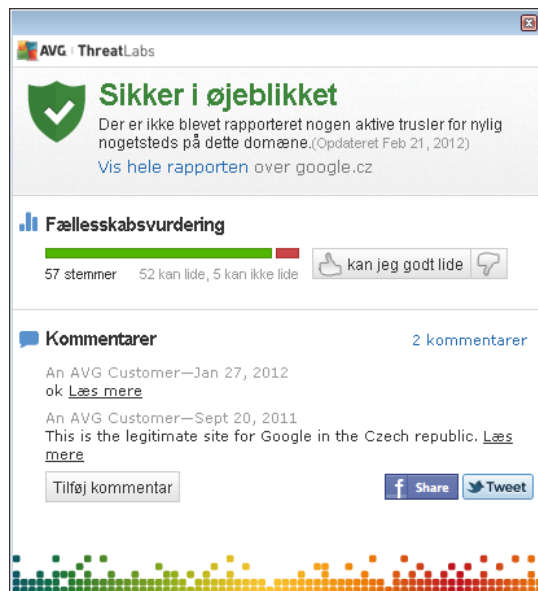 AVG ThreatLabs
Sikker i øjeblikket
Der er ikke blevet rapporteret nogen aktive trusler for nylig
nogetsteds på dette domæne.(Opdateret Feb 21, 2012)
Vis hele rapporten over google.cz
Fællesskabsvurdering
57 stemmer 52 kan lide, 5 kan ikke lide
kan jeg godt lide
Kommentarer 2 kommentarer
An AVG Customer—Jan 27, 2012
ok Læs mere
An AVG Customer—Sept 20, 2011
This is the legitimate site for Google in the Czech republic. Læs
mere
Tilføj kommentar f Share Tweet